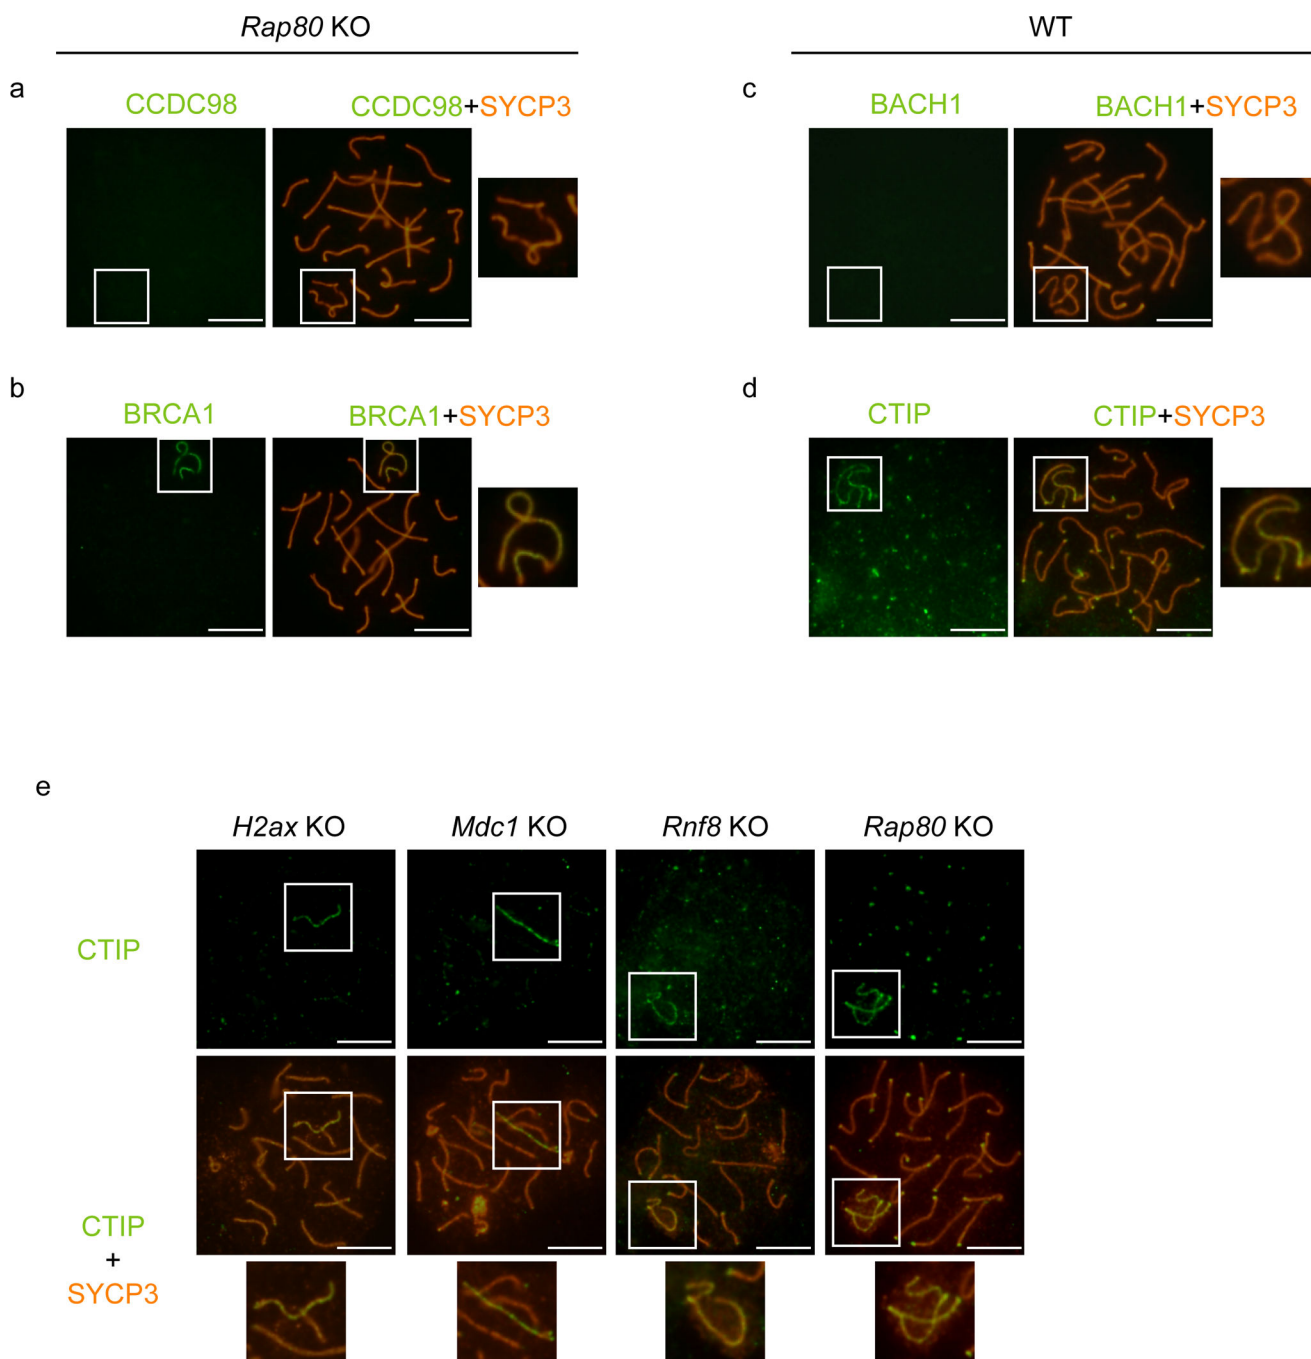 Rap80 KO
WT
a
CCDC98
CCDC98+SYCP3
c
BACH1
BACH1+SYCP3
b
BRCA1
BRCA1+SYCP3
d
CTIP
CTIP+SYCP3
e
H2ax KO
Mdc1 KO
Rnf8 KO
Rap80 KO
CTIP
CTIP
+
SYCP3